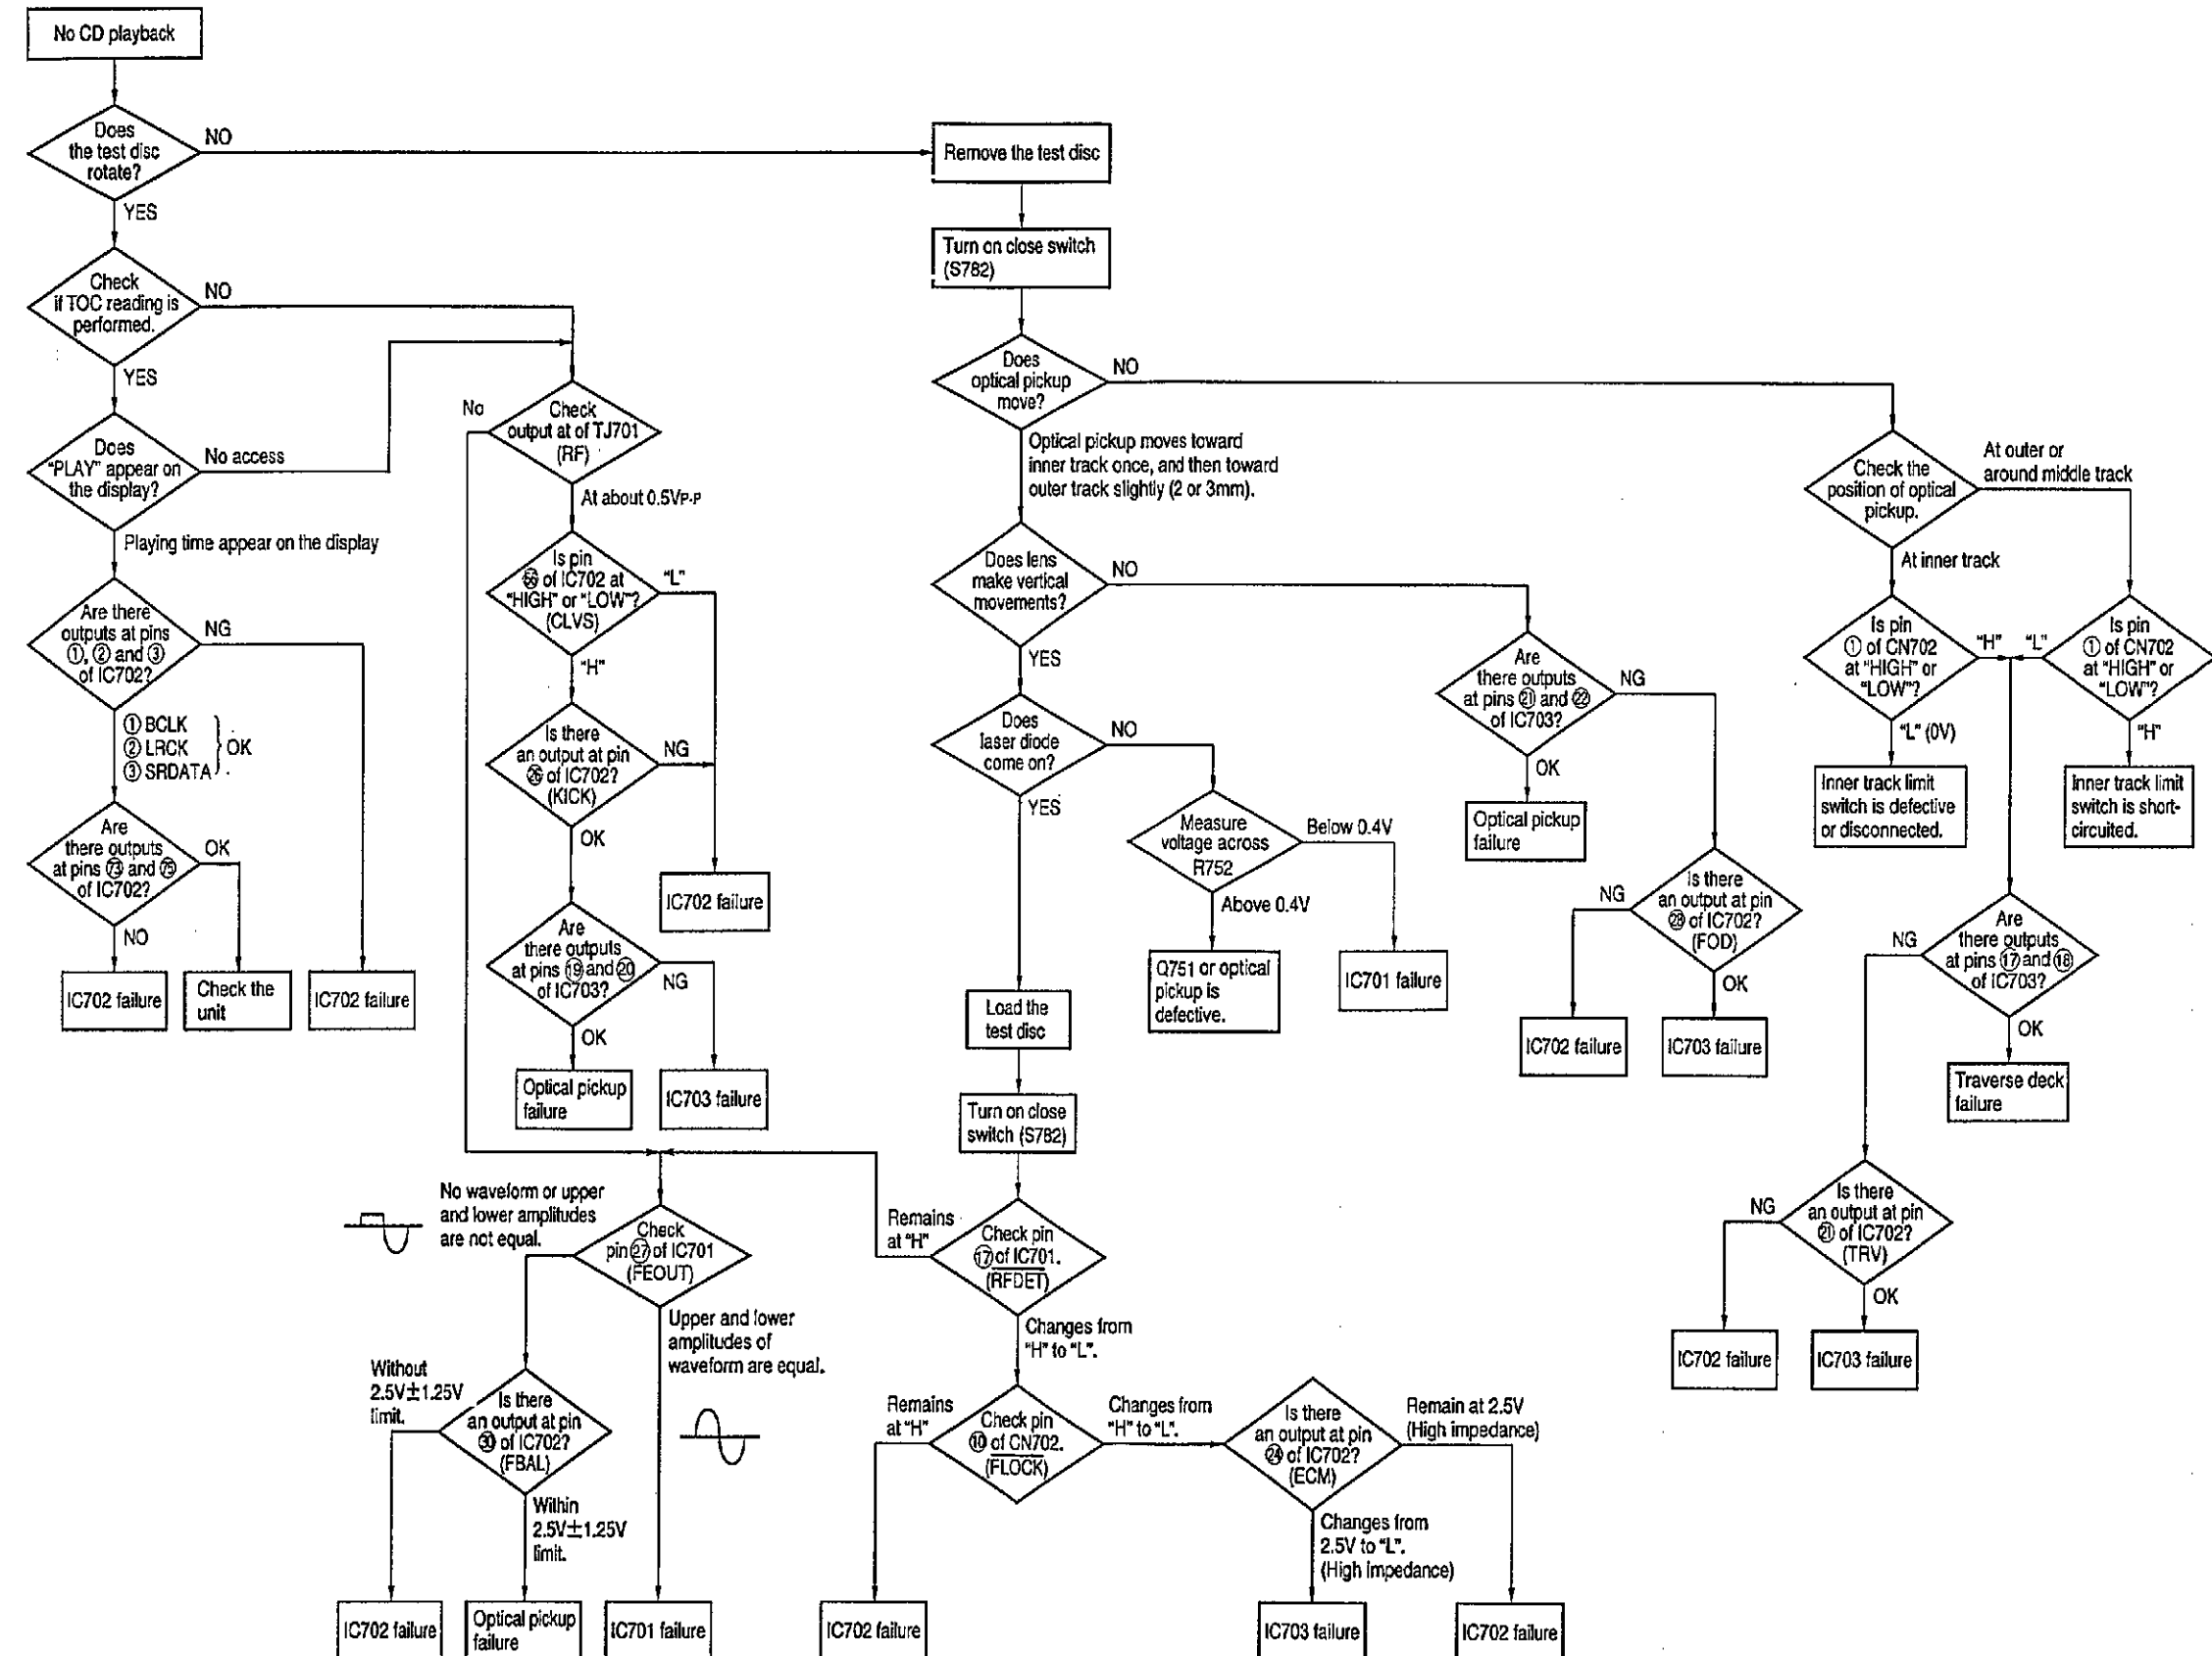 No CD playback
Does
the test disc
rotate?
NO
YES
Remove the test disc
Turn on close switch
(S782)
Check
if TOC reading is
performed.
NO
YES
Does
"PLAY" appear on
the display?
No access
Playing time appear on the display
Are there
outputs at pins
①, ② and ③
of IC702?
NG
① BCLK
② LRCK
③ SRDATA
OK
Are
there outputs
at pins 73 and 75
of IC702?
OK
NO
IC702 failure
Check the
unit
IC702 failure
No
Check
output at of TJ701
(RF)
At about 0.5VP-P
Is pin
of IC702 at
"HIGH" or "LOW"?
(CLVS)
"L"
"H"
Is there
an output at pin
㉖ of IC702?
(KICK)
NG
OK
IC702 failure
Are
there outputs
at pins ⑲ and ⑳
of IC703?
NG
OK
Optical pickup
failure
IC703 failure
Does
optical pickup
move?
NO
Optical pickup moves toward
inner track once, and then toward
outer track slightly (2 or 3mm).
Does lens
make vertical
movements?
NO
YES
Does
laser diode
come on?
NO
YES
Measure
voltage across
R752
Below 0.4V
Above 0.4V
Q751 or optical
pickup is
defective.
IC701 failure
Are
there outputs
at pins ㉑ and ㉒
of IC703?
NG
OK
Optical pickup
failure
Is there
an output at pin
㉘ of IC702?
(FOD)
NG
OK
IC702 failure
IC703 failure
Check the
position of optical
pickup.
At outer or
around middle track
At inner track
Is pin
① of CN702
at "HIGH" or
"LOW"?
"H"
"L"
Is pin
① of CN702
at "HIGH" or
"LOW"?
"L" (0V)
"H"
Inner track limit
switch is defective
or disconnected.
Inner track limit
switch is short-
circuited.
Are
there outputs
at pins ⑰ and ⑱
of IC703?
NG
OK
Traverse deck
failure
Is there
an output at pin
㉑ of IC702?
(TRV)
NG
OK
IC702 failure
IC703 failure
Load the
test disc
Turn on close
switch (S782)
No waveform or upper
and lower amplitudes
are not equal.
Check
pin ㉗ of IC701
(FEOUT)
Upper and lower
amplitudes of
waveform are equal.
Remains
at "H"
Check pin
⑰ of IC701.
(RFDET)
Changes from
"H" to "L".
Without
2.5V±1.25V
limit.
Is there
an output at pin
㉚ of IC702?
(FBAL)
Within
2.5V±1.25V
limit.
Remains
at "H"
Check pin
⑩ of CN702.
(FLOCK)
Changes from
"H" to "L".
Is there
an output at pin
㉔ of IC702?
(ECM)
Remain at 2.5V
(High impedance)
Changes from
2.5V to "L".
(High impedance)
IC702 failure
Optical pickup
failure
IC701 failure
IC702 failure
IC703 failure
IC702 failure